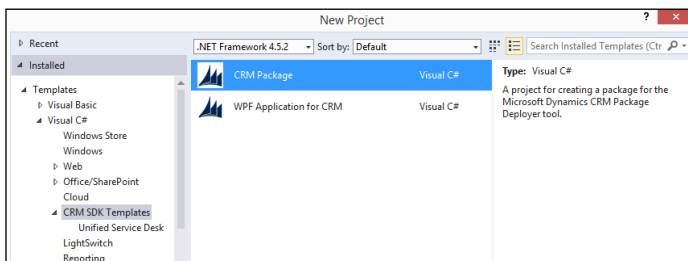 New Project
? ×
Recent
.NET Framework 4.5.2 Sort by: Default
Search Installed Templates (Ctr
Installed
Templates
Visual Basic
Visual C#
Windows Store
Windows
Web
Office/SharePoint
Cloud
CRM SDK Templates
Unified Service Desk
LightSwitch
Reporting
CRM Package Visual C#
WPF Application for CRM Visual C#
Type: Visual C#
A project for creating a package for the
Microsoft Dynamics CRM Package
Deployer tool.